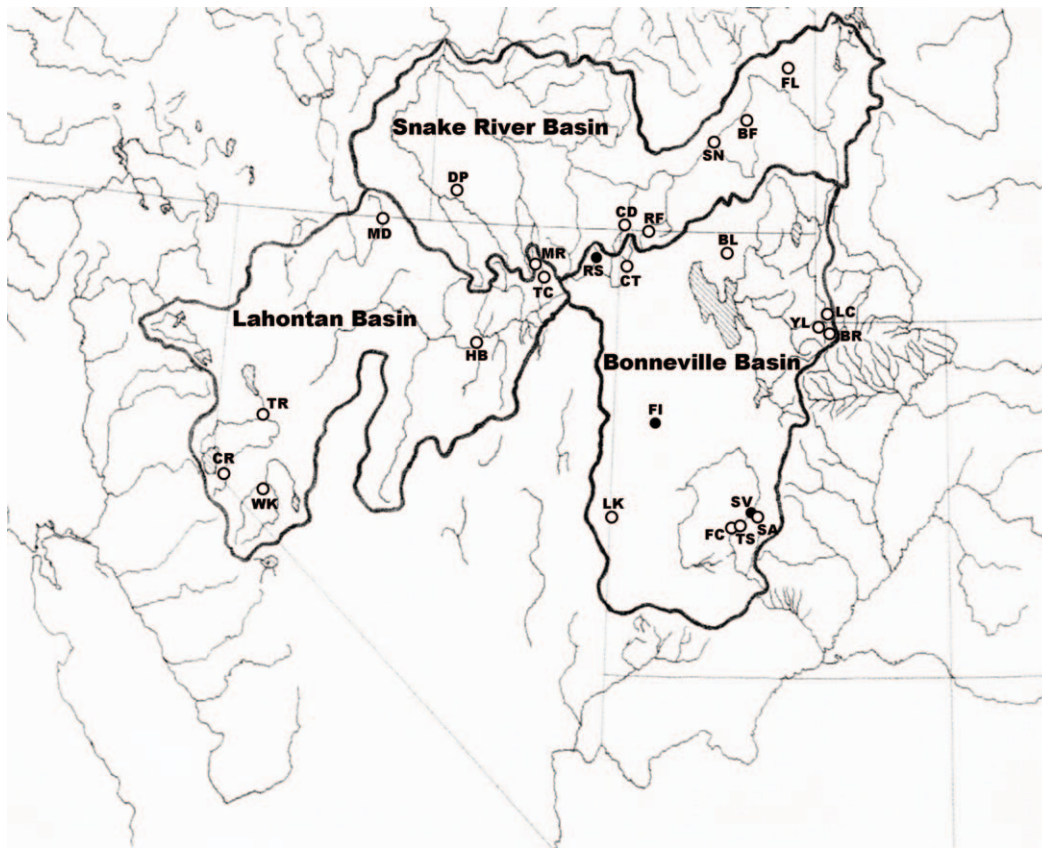 FL
Snake River Basin
BF
SN
DP
CD
RF
MD
BL
MR
RS
CT
TC
Lahontan Basin
LC
YL
BR
HB
Bonneville Basin
TR
FI
CR
WK
LK
SV
FC
TS
SA